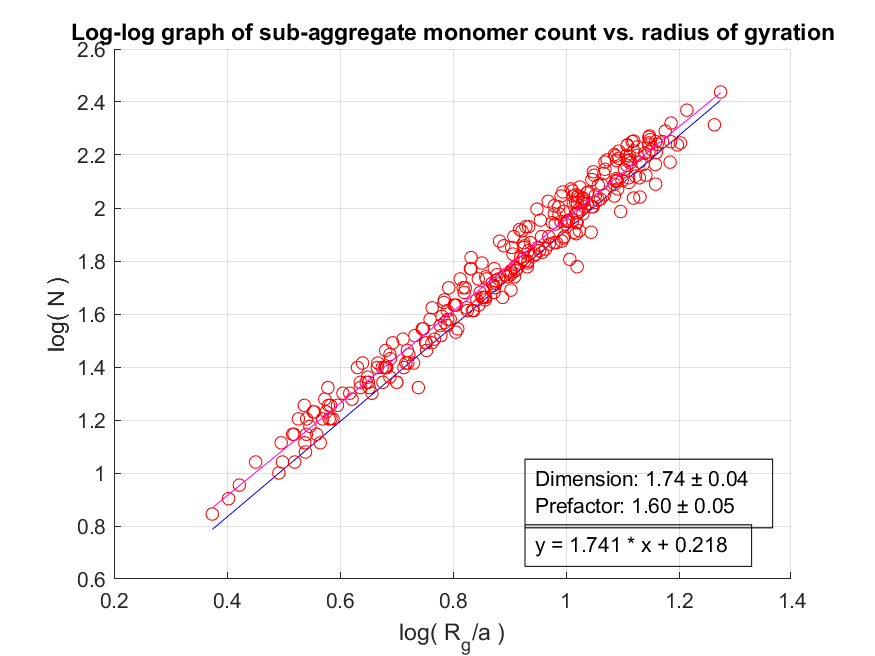 Log-log graph of sub-aggregate monomer count vs. radius of gyration
2.6
2.4
2.2
2
1.8
1.6
1.4
1.2
1
0.8
0.6
log( N )
Dimension: 1.74 ± 0.04
Prefactor: 1.60 ± 0.05
y = 1.741 * x + 0.218
0.2 0.4 0.6 0.8 1 1.2 1.4
log( Rg/a )